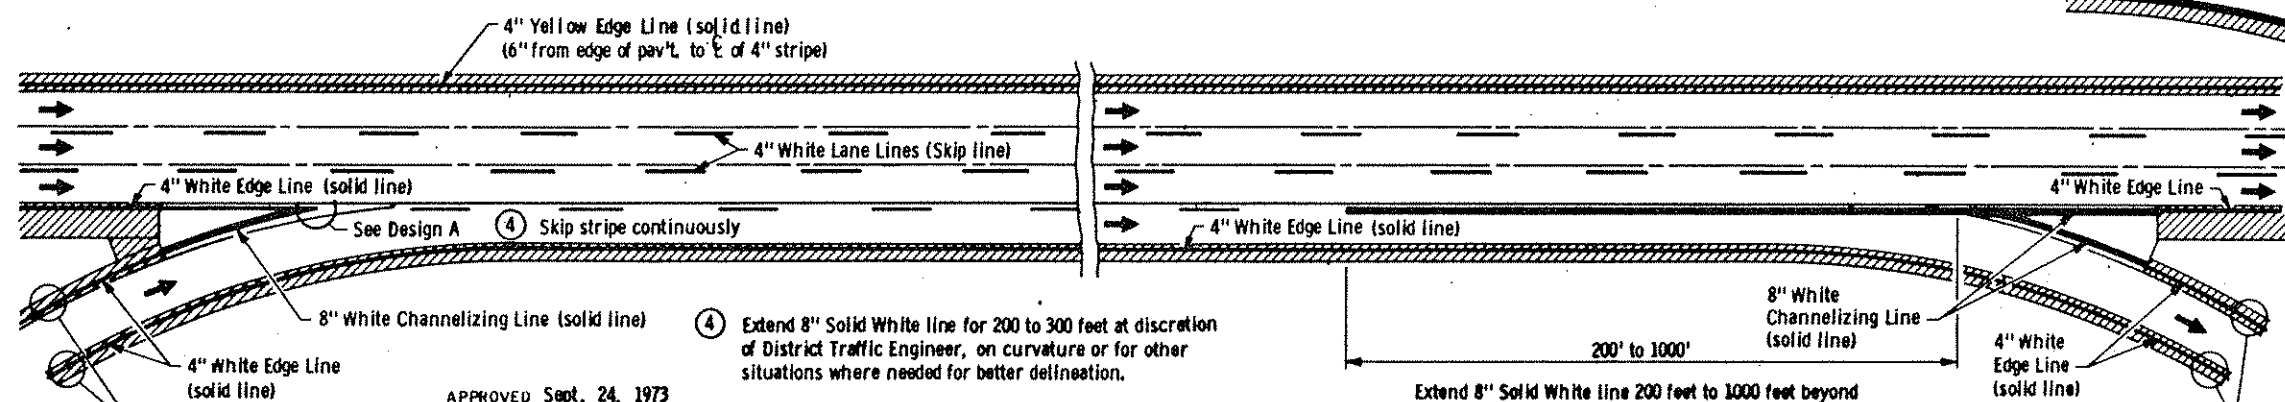 4" Yellow Edge Line (solid line)
(6" from edge of pav't. to ℄ of 4" stripe)
4" White Lane Lines (Skip line)
4" White Edge Line (solid line)
4" White Edge Line
See Design A
④ Skip stripe continuously
4" White Edge Line (solid line)
8" White Channelizing Line (solid line)
④ Extend 8" Solid White line for 200 to 300 feet at discretion
of District Traffic Engineer, on curvature or for other
situations where needed for better delineation.
8" White
Channelizing Line
(solid line)
200' to 1000'
4" White Edge Line
(solid line)
4" White
Edge Line
(solid line)
APPROVED Sept. 24, 1973
Extend 8" Solid White line 200 feet to 1000 feet beyond